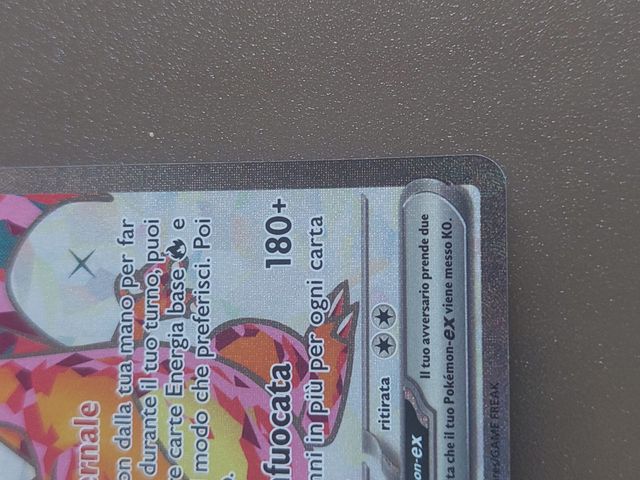 ernale
on dalla tua mano per far
durante il tuo turno, puoi
e carte Energia base e
modo che preferisci. Poi
o.
nfuocata 180+
nni in più per ogni carta
ritirata
on-ex Il tuo avversario prende due
ta che il tuo Pokémon-ex viene messo KO.
res/GAME FREAK